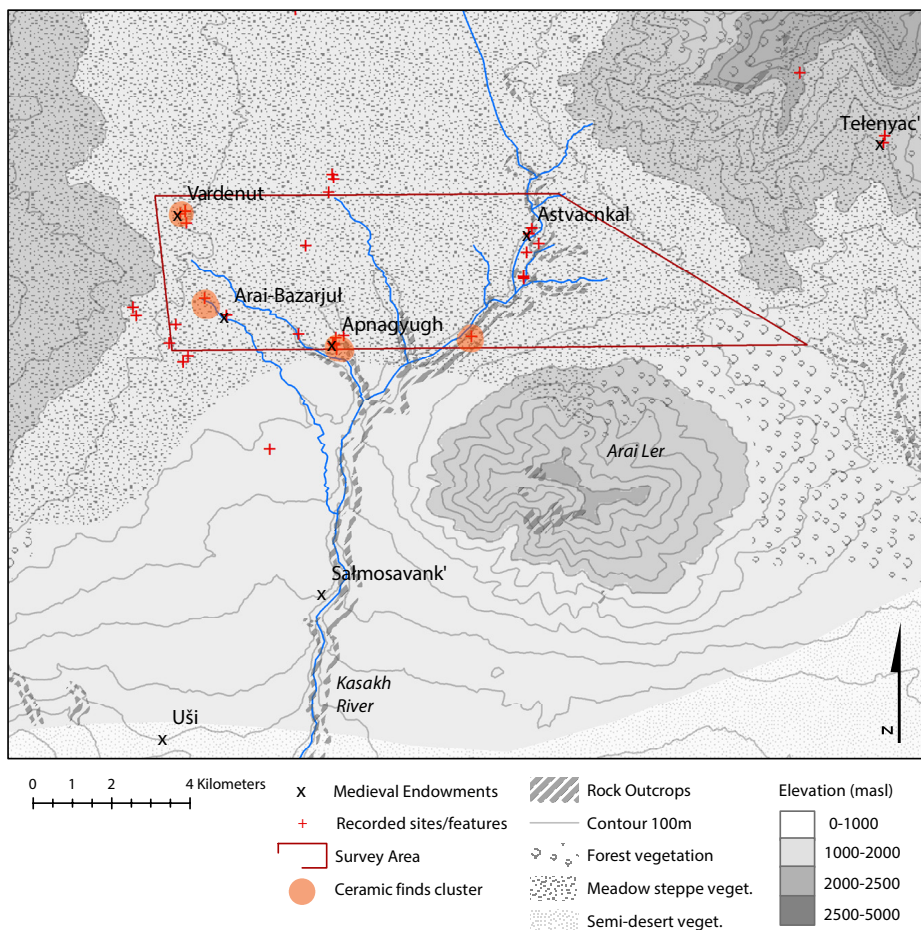 Tełenyac'
Vardenut
Astvacnkal
Arai-Bazarjuł
Apnagyugh
Arai Ler
Sałmosavank'
Kasakh
River
Uši
N
0 1 2 4 Kilometers
x Medieval Endowments
+ Recorded sites/features
Survey Area
Ceramic finds cluster
Rock Outcrops
Contour 100m
Forest vegetation
Meadow steppe veget.
Semi-desert veget.
Elevation (masl)
0-1000
1000-2000
2000-2500
2500-5000